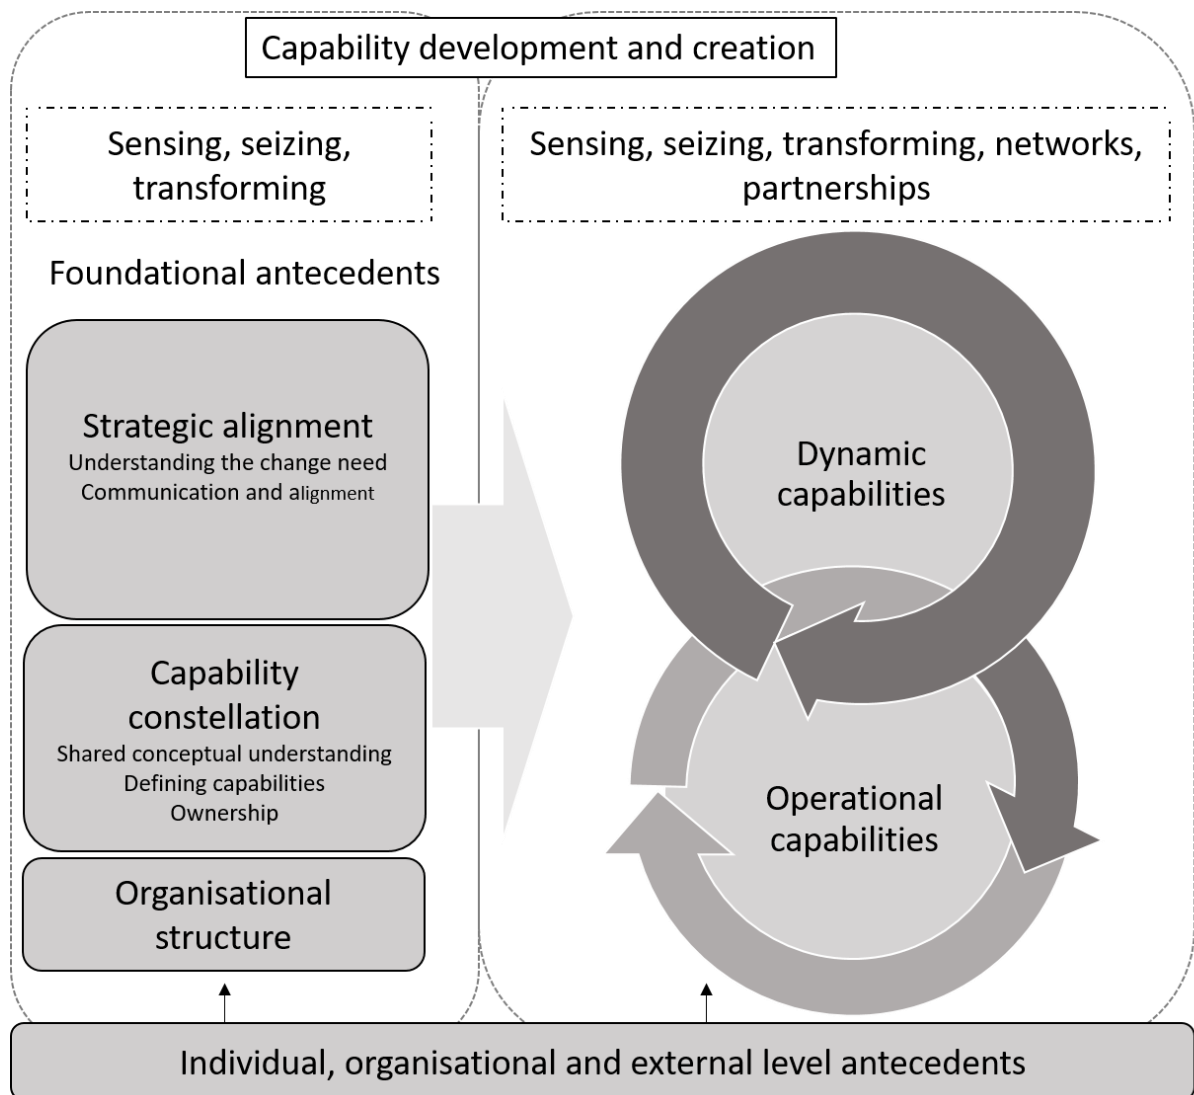 Capability development and creation
Sensing, seizing,
transforming
Foundational antecedents
Strategic alignment
Understanding the change need
Communication and alignment
Capability
constellation
Shared conceptual understanding
Defining capabilities
Ownership
Organisational
structure
Sensing, seizing, transforming, networks,
partnerships
Dynamic
capabilities
Operational
capabilities
Individual, organisational and external level antecedents